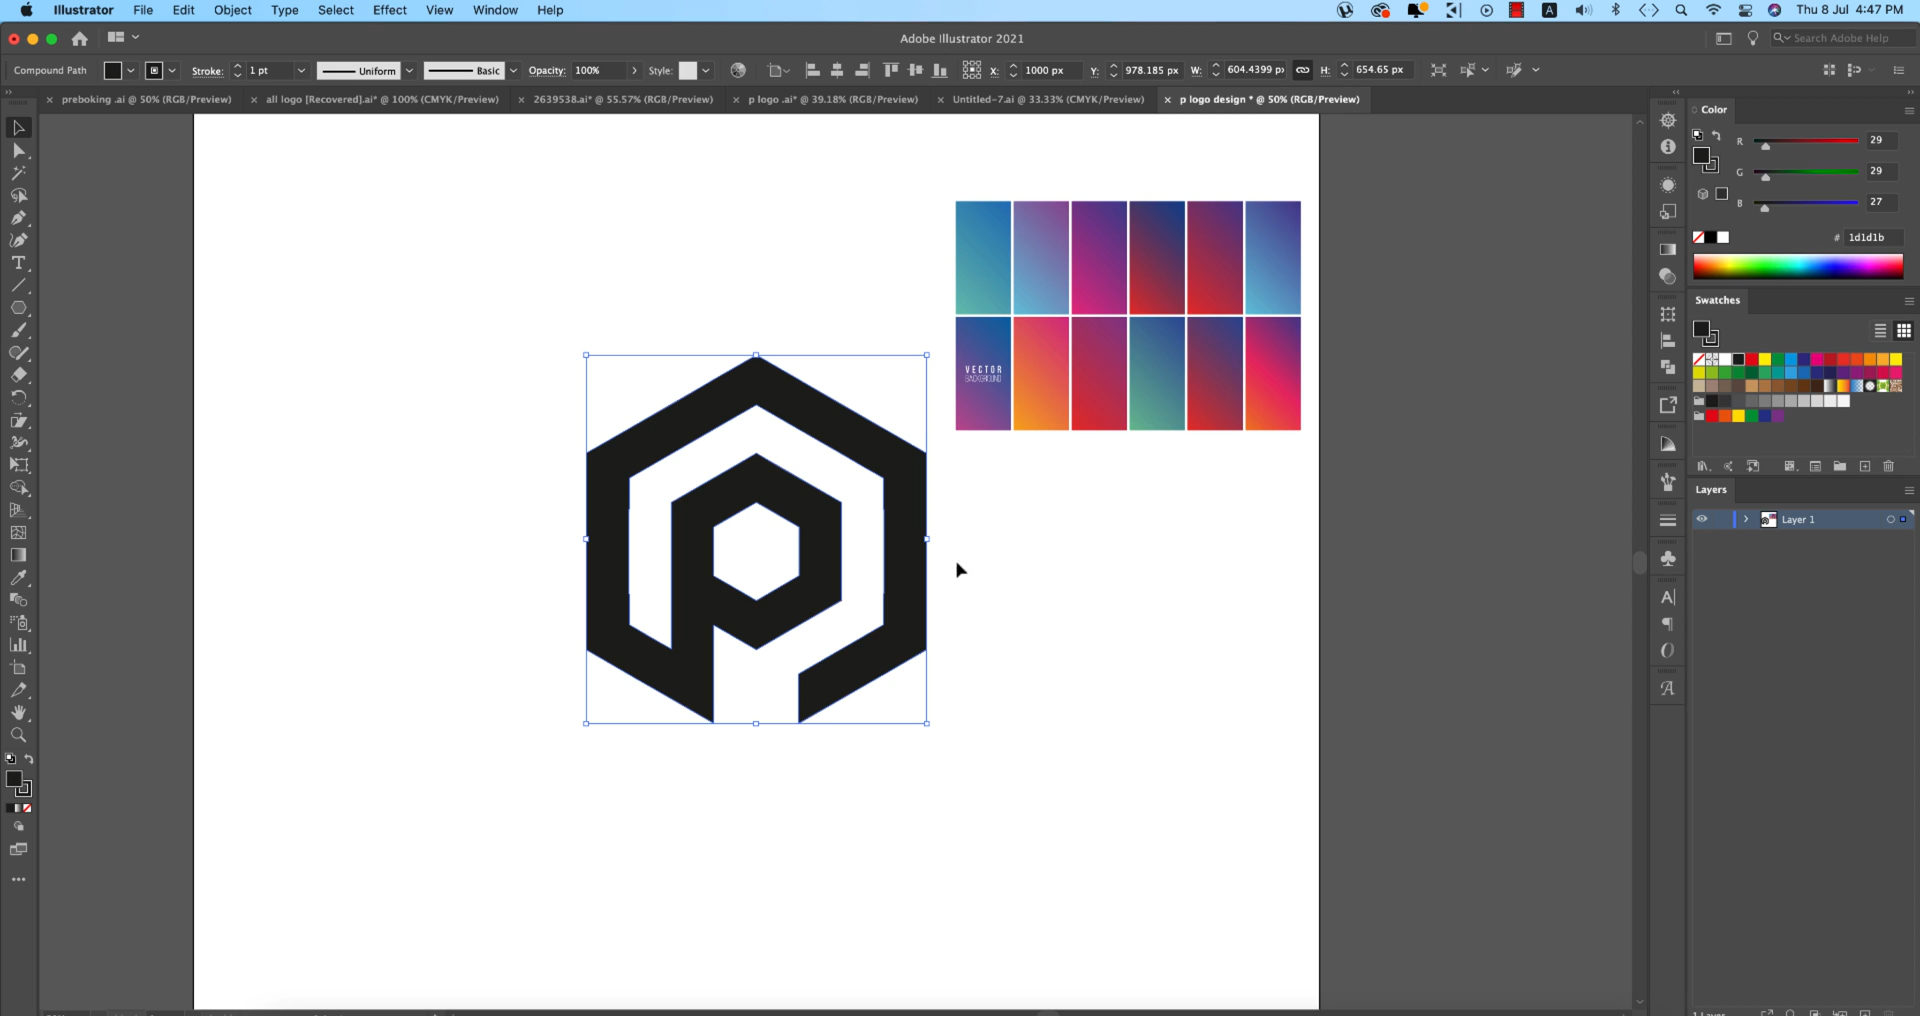 Illustrator File Edit Object Type Select Effect View Window Help
A Thu 8 Jul 4:47 PM
Adobe Illustrator 2021
Search Adobe Help
Compound Path Stroke: 1 pt Uniform Basic Opacity: 100% Style: X: 1000 px Y: 978.185 px W: 604.4399 p H: 654.65 px
× preboking .ai @ 50% (RGB/Preview) × all logo [Recovered].ai* @ 100% (CMYK/Preview) × 2639538.ai* @ 55.57% (RGB/Preview) × p logo .ai* @ 39.18% (RGB/Preview) × Untitled-7.ai @ 33.33% (CMYK/Preview) × p logo design * @ 50% (RGB/Preview)
Color
R 29
G 29
B 27
# 1d1d1b
Swatches
VECTOR
BACKGROUND
Layers
Layer 1